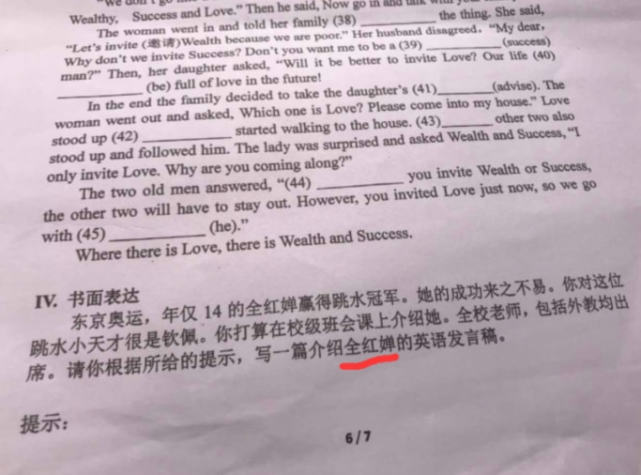 "We don't go
Wealthy, Success and Love." Then he said, Now go in and talk with your
The woman went in and told her family (38) __________ the thing. She said,
"Let's invite (邀请)Wealth because we are poor." Her husband disagreed, "My dear,
Why don't we invite Success? Don't you want me to be a (39) __________ (success)
man?" Then, her daughter asked, "Will it be better to invite Love? Our life (40)
__________ (be) full of love in the future!
In the end the family decided to take the daughter's (41)________(advise). The
woman went out and asked, Which one is Love? Please come into my house." Love
stood up (42) __________ started walking to the house. (43)______ other two also
stood up and followed him. The lady was surprised and asked Wealth and Success, "I
only invite Love. Why are you coming along?"
The two old men answered, "(44) __________ you invite Wealth or Success,
the other two will have to stay out. However, you invited Love just now, so we go
with (45) __________ (he)."
Where there is Love, there is Wealth and Success.
IV. 书面表达
东京奥运，年仅 14 的全红婵赢得跳水冠军。她的成功来之不易。你对这位
跳水小天才很是钦佩。你打算在校级班会课上介绍她。全校老师，包括外教均出
席。请你根据所给的提示，写一篇介绍全红婵的英语发言稿。
提示：
6 / 7